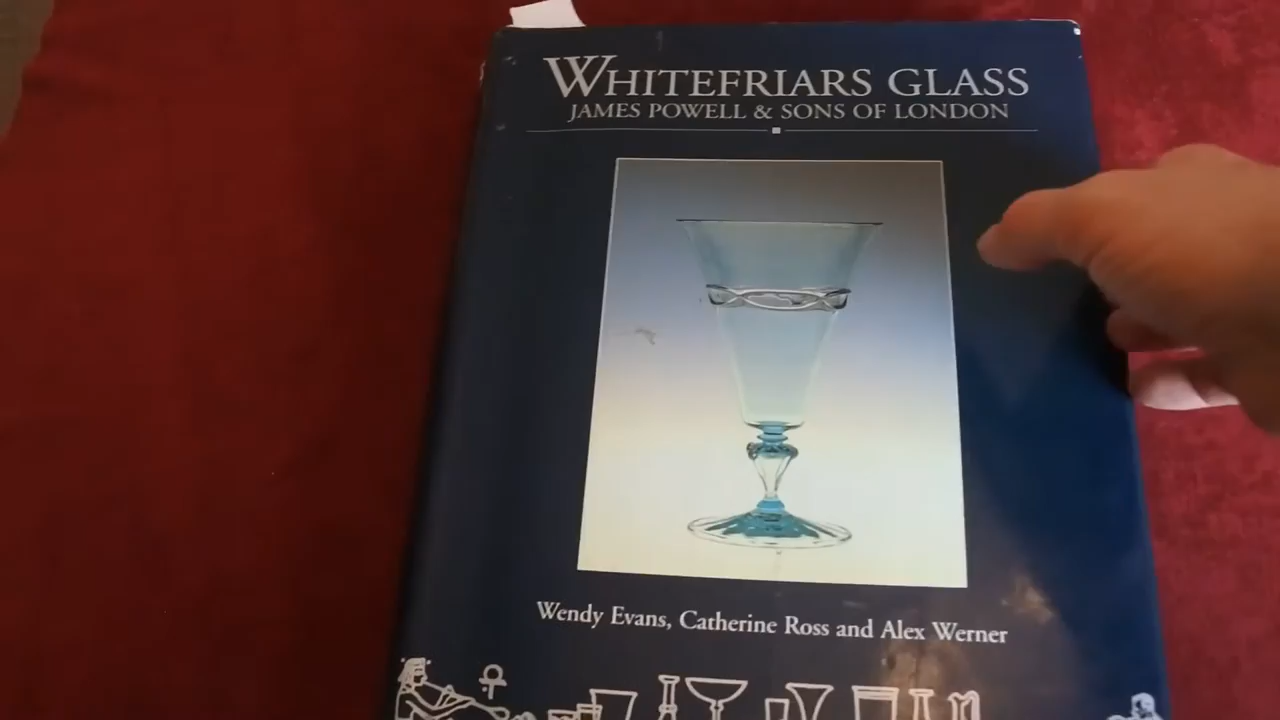 WHITEFRIARS GLASS
JAMES POWELL & SONS OF LONDON
Wendy Evans, Catherine Ross and Alex Werner